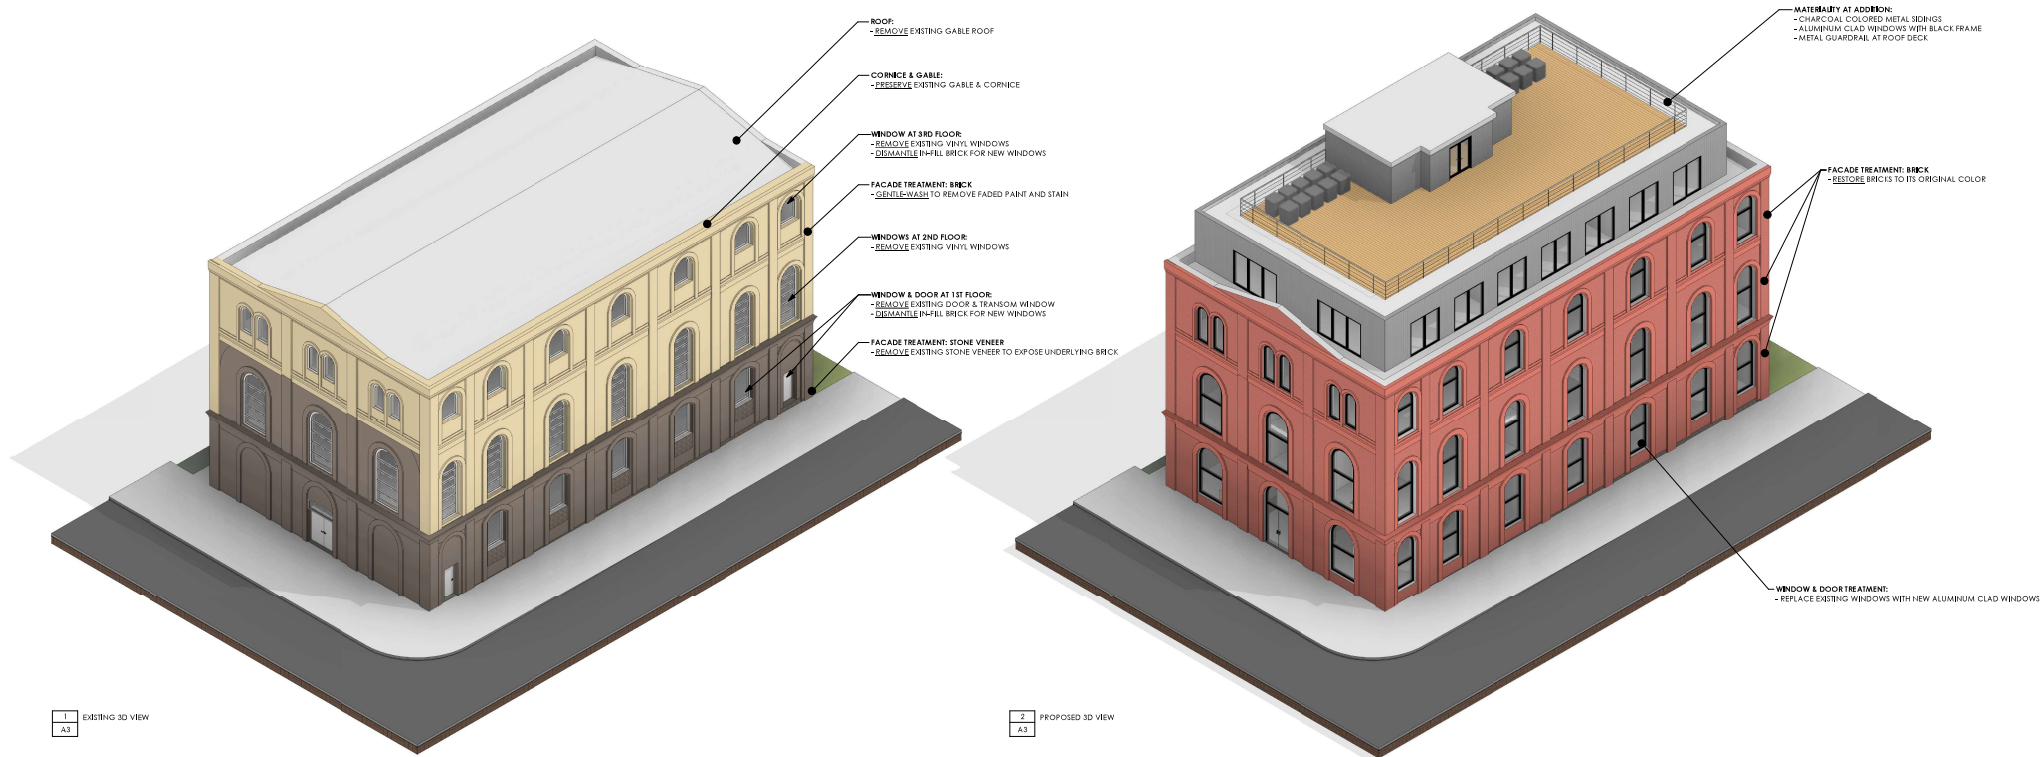 ROOF:
- REMOVE EXISTING GABLE ROOF
CORNICE & GABLE:
- PRESERVE EXISTING GABLE & CORNICE
WINDOW AT 3RD FLOOR:
- REMOVE EXISTING VINYL WINDOWS
- DISMANTLE IN-FILL BRICK FOR NEW WINDOWS
FACADE TREATMENT: BRICK
- GENTLE-WASH TO REMOVE FADED PAINT AND STAIN
WINDOWS AT 2ND FLOOR:
- REMOVE EXISTING VINYL WINDOWS
WINDOW & DOOR AT 1ST FLOOR:
- REMOVE EXISTING DOOR & TRANSOM WINDOW
- DISMANTLE IN-FILL BRICK FOR NEW WINDOWS
FACADE TREATMENT: STONE VENEER
- REMOVE EXISTING STONE VENEER TO EXPOSE UNDERLYING BRICK
1
A3
EXISTING 3D VIEW
MATERIALITY AT ADDITION:
- CHARCOAL COLORED METAL SIDINGS
- ALUMINUM CLAD WINDOWS WITH BLACK FRAME
- METAL GUARDRAIL AT ROOF DECK
FACADE TREATMENT: BRICK
- RESTORE BRICKS TO ITS ORIGINAL COLOR
WINDOW & DOOR TREATMENT:
- REPLACE EXISTING WINDOWS WITH NEW ALUMINUM CLAD WINDOWS
2
A3
PROPOSED 3D VIEW